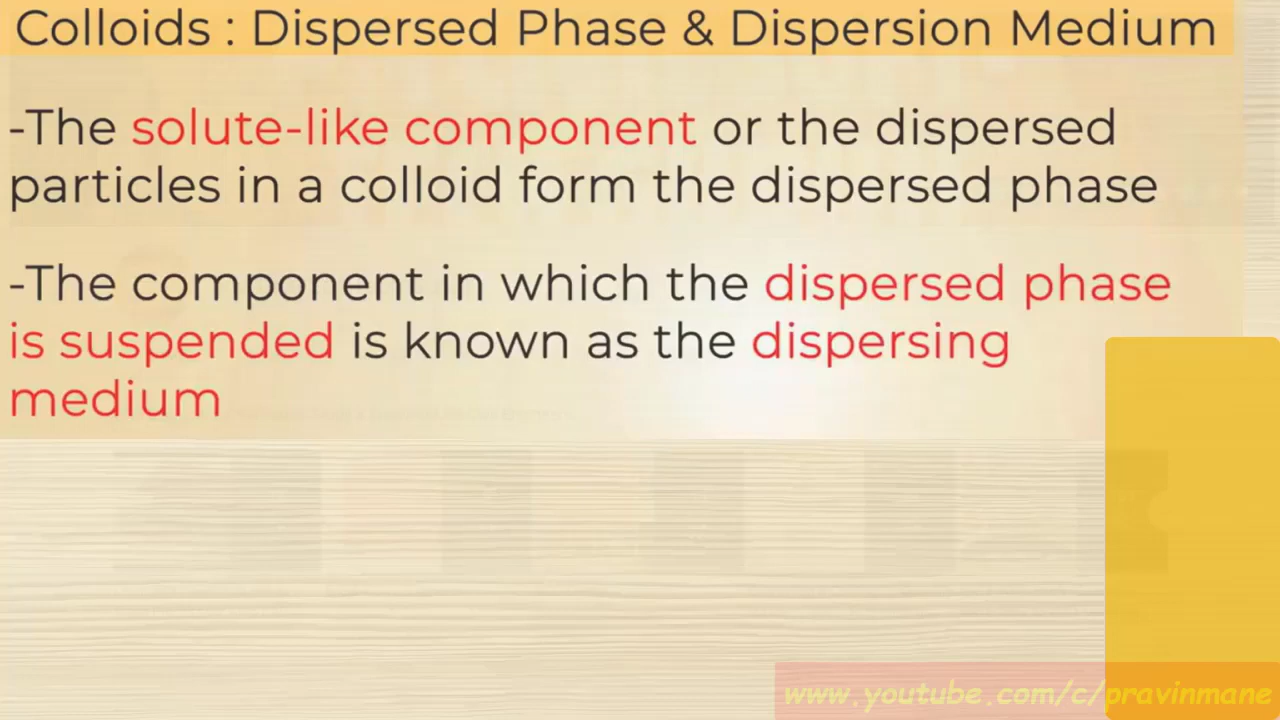 Colloids : Dispersed Phase & Dispersion Medium
-The solute-like component or the dispersed
particles in a colloid form the dispersed phase
-The component in which the dispersed phase
is suspended is known as the dispersing
medium
www.youtube.com/c/pravinmane